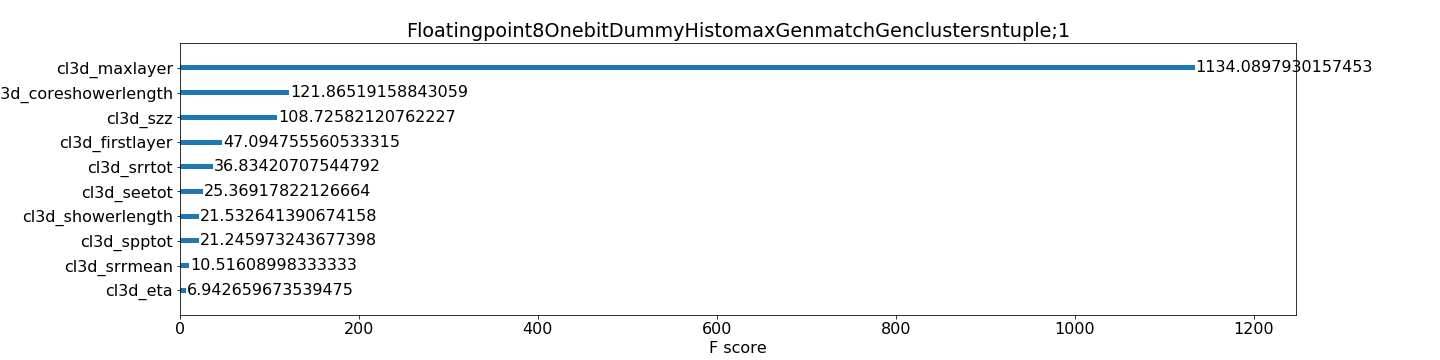 Floatingpoint8OnebitDummyHistomaxGenmatchGenclustersntuple;1
cl3d_maxlayer 1134.0897930157453
3d_coreshowerlength 121.86519158843059
cl3d_szz 108.72582120762227
cl3d_firstlayer 47.094755560533315
cl3d_srrtot 36.83420707544792
cl3d_seetot 25.36917822126664
cl3d_showerlength 21.532641390674158
cl3d_spptot 21.245973243677398
cl3d_srrmean 10.51608998333333
cl3d_eta 6.942659673539475
0 200 400 600 800 1000 1200
F score